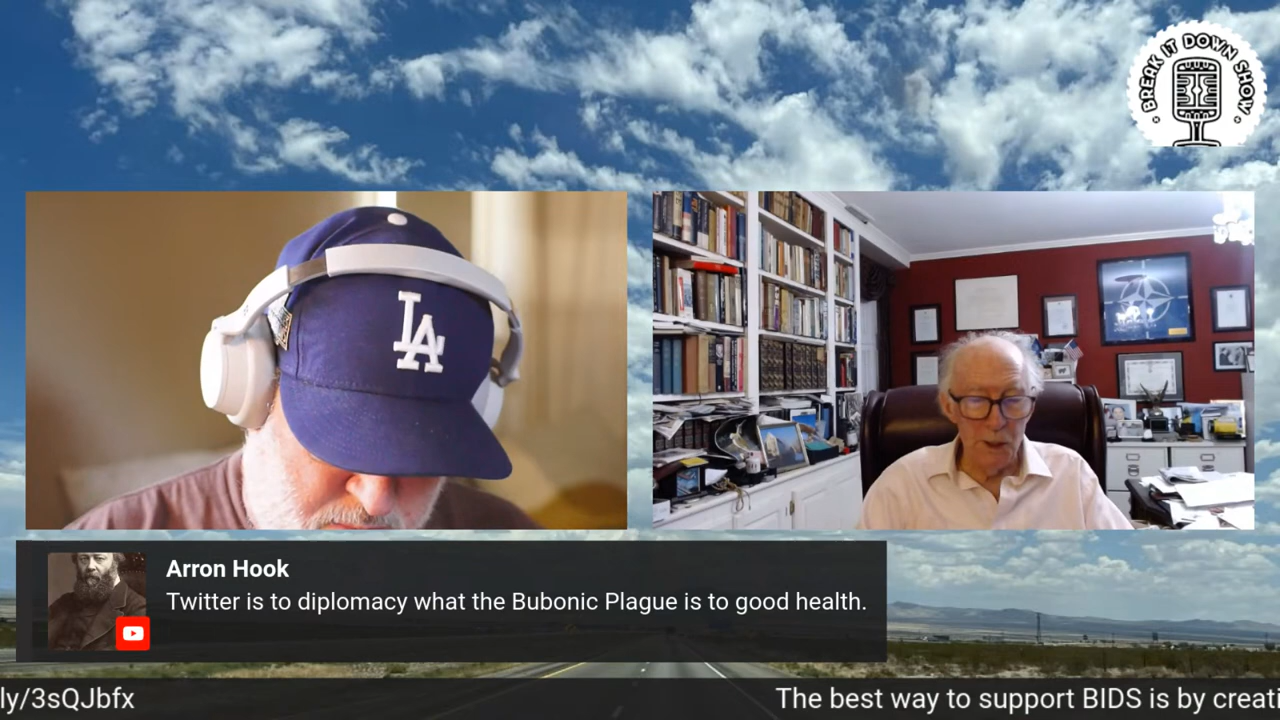 BREAK IT DOWN SHOW
LA
Arron Hook
Twitter is to diplomacy what the Bubonic Plague is to good health.
ly/3sQJbfx
The best way to support BIDS is by creati